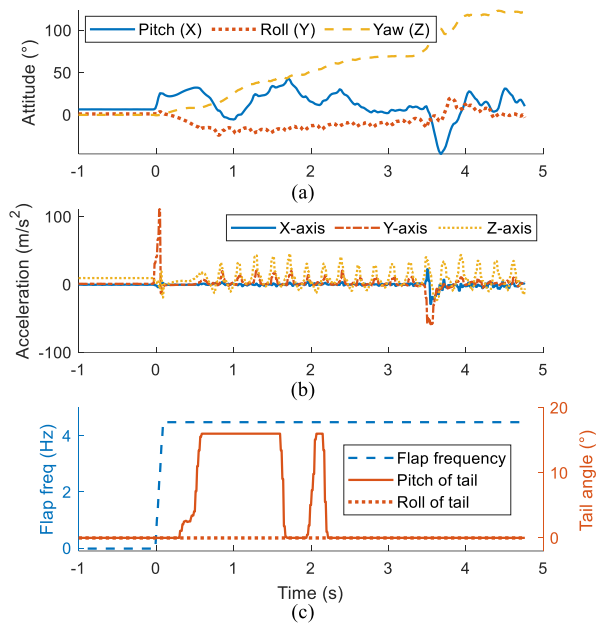 Pitch (X) Roll (Y) Yaw (Z)
Attitude (°)
100
50
0
-1 0 1 2 3 4 5
(a)
Acceleration (m/s²)
X-axis Y-axis Z-axis
100
0
-100
-1 0 1 2 3 4 5
(b)
Flap freq (Hz)
4
2
0
Flap frequency
Pitch of tail
Roll of tail
20
10
0
Tail angle (°)
-1 0 1 2 3 4 5
Time (s)
(c)